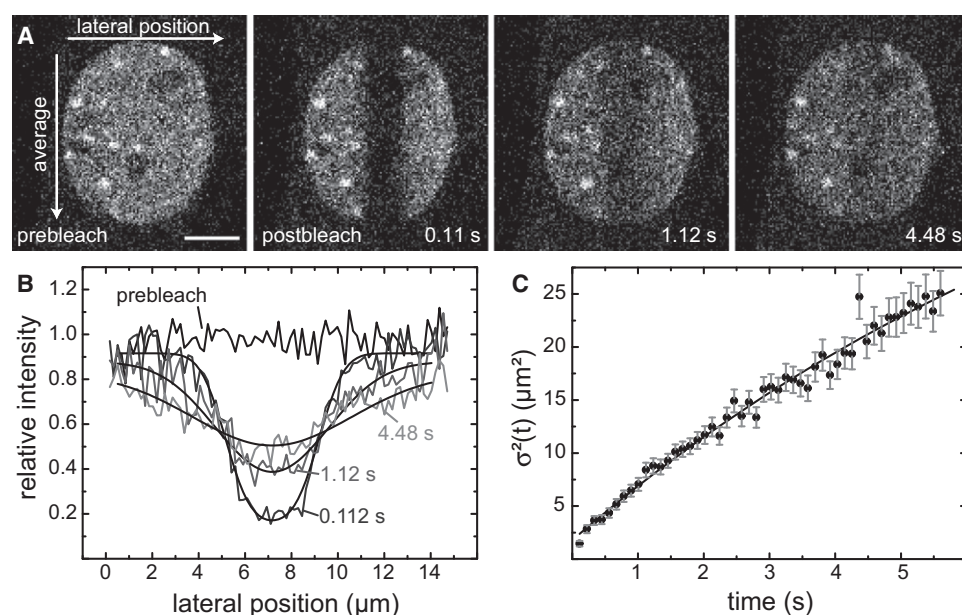 A
lateral position
average
prebleach
postbleach
0.11 s
1.12 s
4.48 s
B
relative intensity
1.2
1.0
0.8
0.6
0.4
0.2
prebleach
4.48 s
1.12 s
0.112 s
0 2 4 6 8 10 12 14
lateral position (µm)
C
σ²(t) (µm²)
25
20
15
10
5
1 2 3 4 5
time (s)